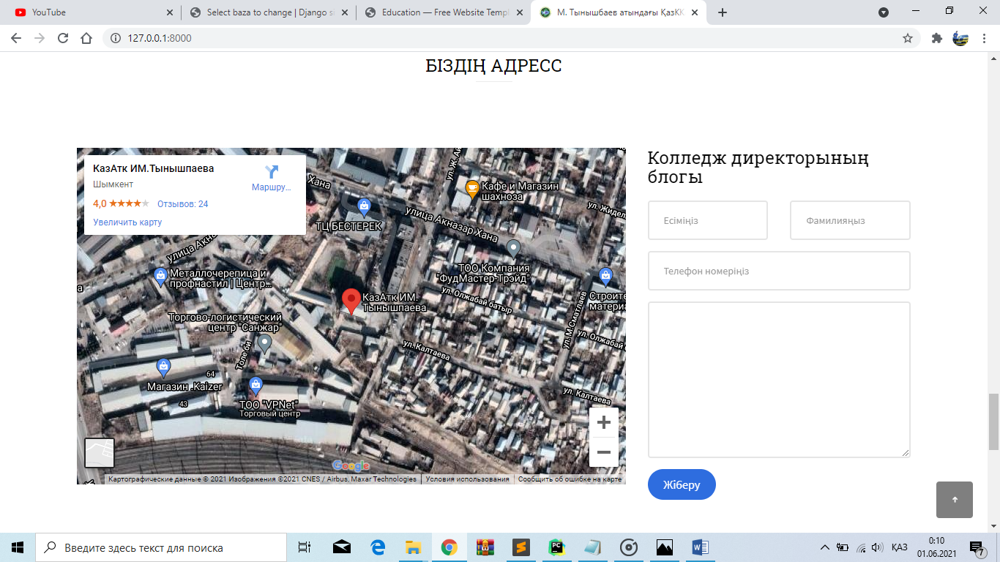 YouTube
Select baza to change | Django si
Education — Free Website Templ
М. Тынышбаев атындағы ҚазКК
127.0.0.1:8000
БІЗДІҢ АДРЕСС
КазАтк ИМ.Тынышпаева
Шымкент
4,0
Отзывов: 24
Маршру...
Увеличить карту
Хана
ул. Ж. Ай
Кафе и Магазин
шахноза
ул. Жидел
ТЦ БЕСТЕРЕК
улица Акназар Хана
улица Акна
ТОО Компания
"ФудМастер-Трэйд"
Металлочерепица и
профнастил | Центр...
а
КазАтк ИМ.
Тынышпаева
ул. Олжабай батыр
Строите
материа
ул. М.Сматлаев
Торгово-логистический
центр "Санжар"
Толе би
ул. Калтаева
ул. Олжабай б
64
Магазин .Kaizer
43
ТОО "VPNet"
Торговый центр
ул. Калтаева
Google
Картографические данные © 2021 Изображения ©2021 CNES / Airbus, Maxar Technologies
Условия использования
Сообщить об ошибке на карте
Колледж директорының
блогы
Есіміңіз
Фамилияңыз
Телефон номеріңіз
Жіберу
Введите здесь текст для поиска
ҚАЗ
0:10
01.06.2021
7